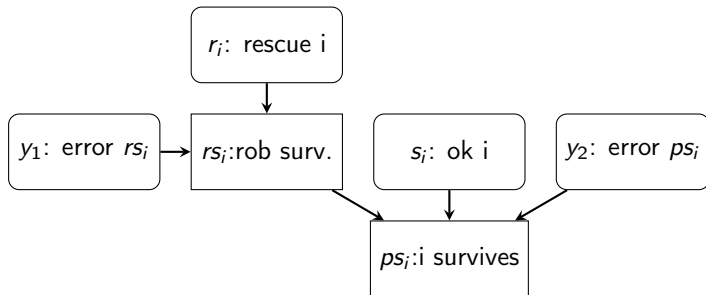 r_i: rescue i
y_1: error rs_i
rs_i:rob surv.
s_i: ok i
y_2: error ps_i
ps_i:i survives